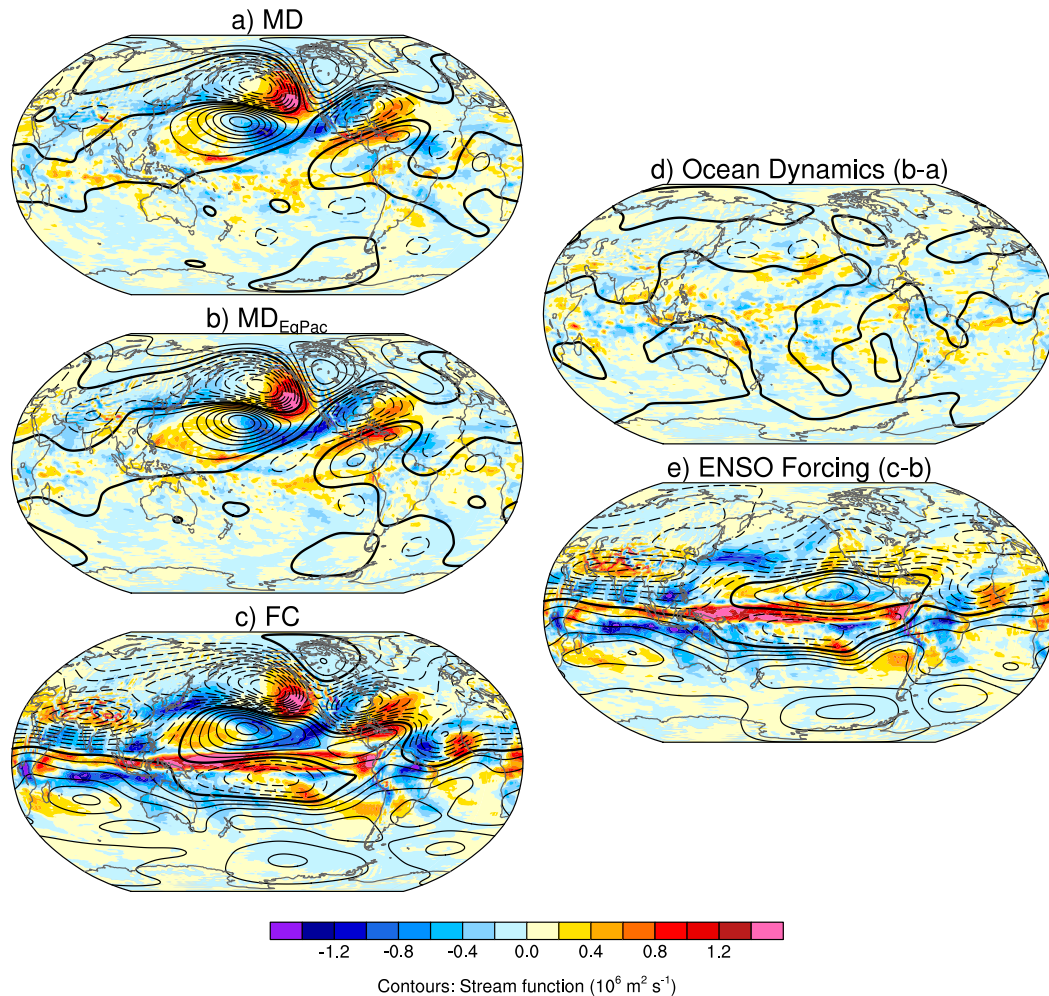 a) MD
b) MD_EqPac
c) FC
d) Ocean Dynamics (b-a)
e) ENSO Forcing (c-b)
-1.2 -0.8 -0.4 0.0 0.4 0.8 1.2
Contours: Stream function (10⁶ m² s⁻¹)